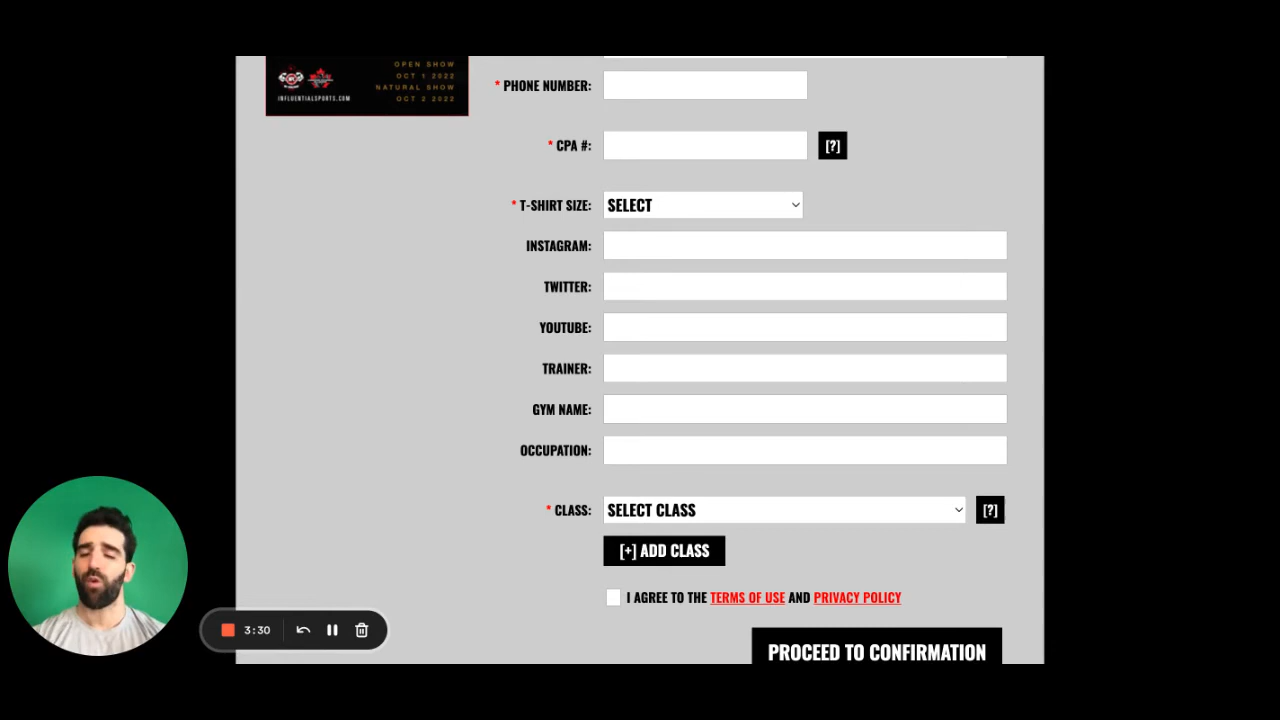 OPEN SHOW
OCT 1 2022
NATURAL SHOW
OCT 2 2022
INFLUENTIALSPORTS.COM
* PHONE NUMBER:
* CPA #: [?]
* T-SHIRT SIZE: SELECT
INSTAGRAM:
TWITTER:
YOUTUBE:
TRAINER:
GYM NAME:
OCCUPATION:
* CLASS: SELECT CLASS [?]
[+] ADD CLASS
I AGREE TO THE TERMS OF USE AND PRIVACY POLICY
3:30
PROCEED TO CONFIRMATION